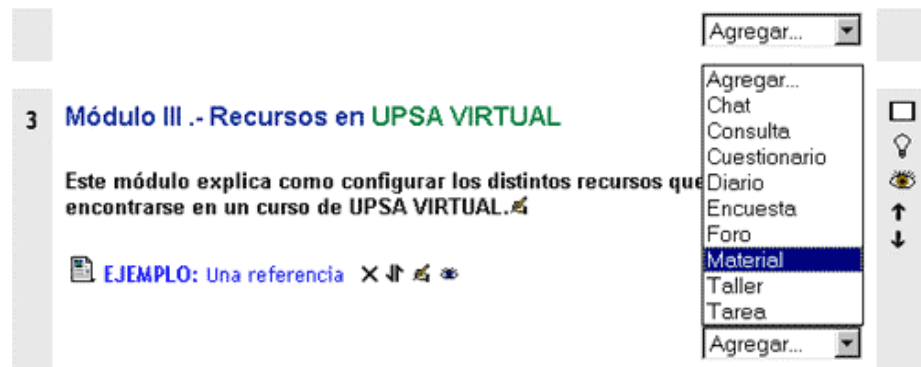 Agregar...
3 Módulo III .- Recursos en UPSA VIRTUAL
Este módulo explica como configurar los distintos recursos que
encontrarse en un curso de UPSA VIRTUAL.
EJEMPLO: Una referencia
Agregar...
Chat
Consulta
Cuestionario
Diario
Encuesta
Foro
Material
Taller
Tarea
Agregar...